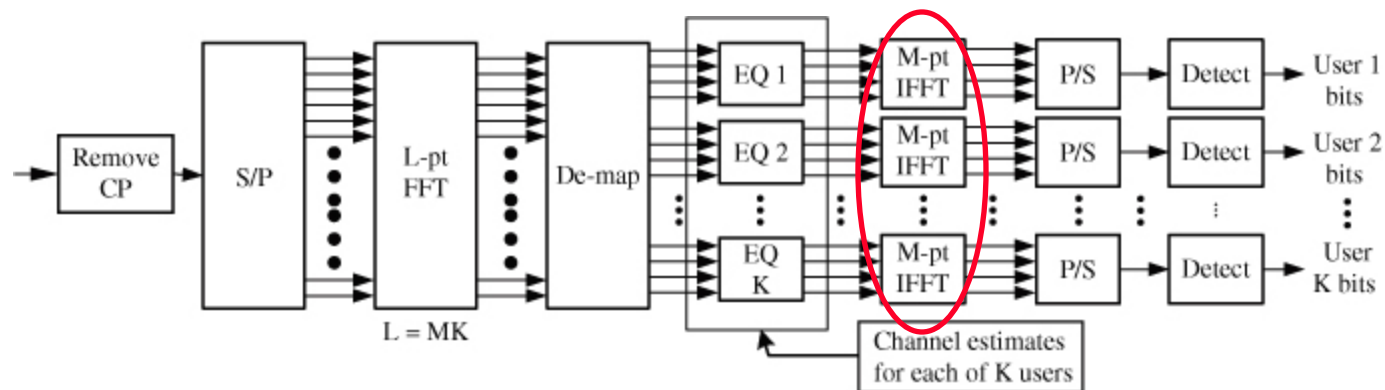 Remove
CP
S/P
L-pt
FFT
L = MK
De-map
EQ 1
EQ 2
EQ
K
M-pt
IFFT
M-pt
IFFT
M-pt
IFFT
P/S
P/S
P/S
Detect
Detect
Detect
User 1
bits
User 2
bits
User
K bits
Channel estimates
for each of K users